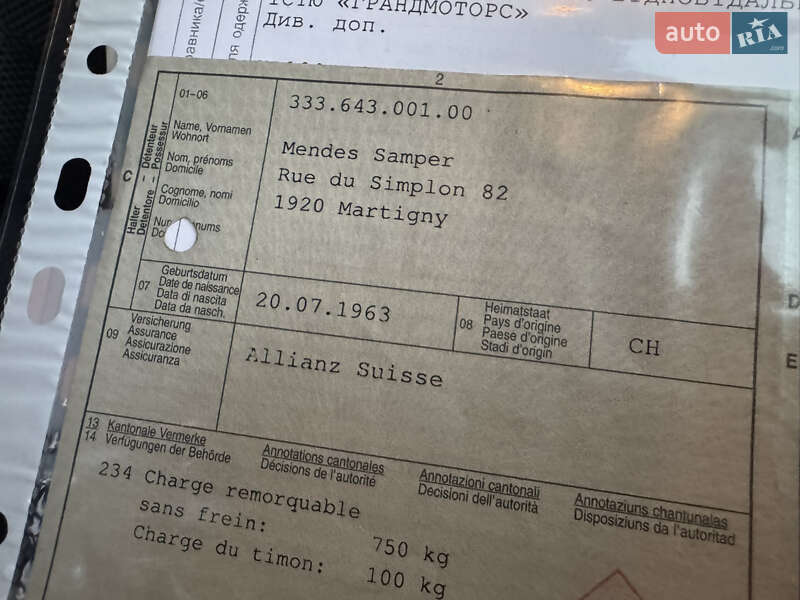 «ГРАНДМОТОРС»
Див. доп.
auto RIA .com
2
01-06
333.643.001.00
Name, Vornamen
Wohnort
Nom, prénoms
Domicile
Cognome, nomi
Domicilio
C
Halter
Détenteur
Detentore
Possessur
Mendes Samper
Rue du Simplon 82
1920 Martigny
07
Geburtsdatum
Date de naissance
Data di nascita
Data da nasch.
20.07.1963
08
Heimatstaat
Pays d'origine
Paese d'origine
Stadi d'origin
CH
09
Versicherung
Assurance
Assicurazione
Assicuranza
Allianz Suisse
13 Kantonale Vermerke
14 Verfügungen der Behörde
Annotations cantonales
Décisions de l'autorité
Annotazioni cantonali
Decisioni dell'autorità
Annotaziuns chantunalas
Disposiziuns da l'autoritad
234 Charge remorquable
sans frein: 750 kg
Charge du timon: 100 kg